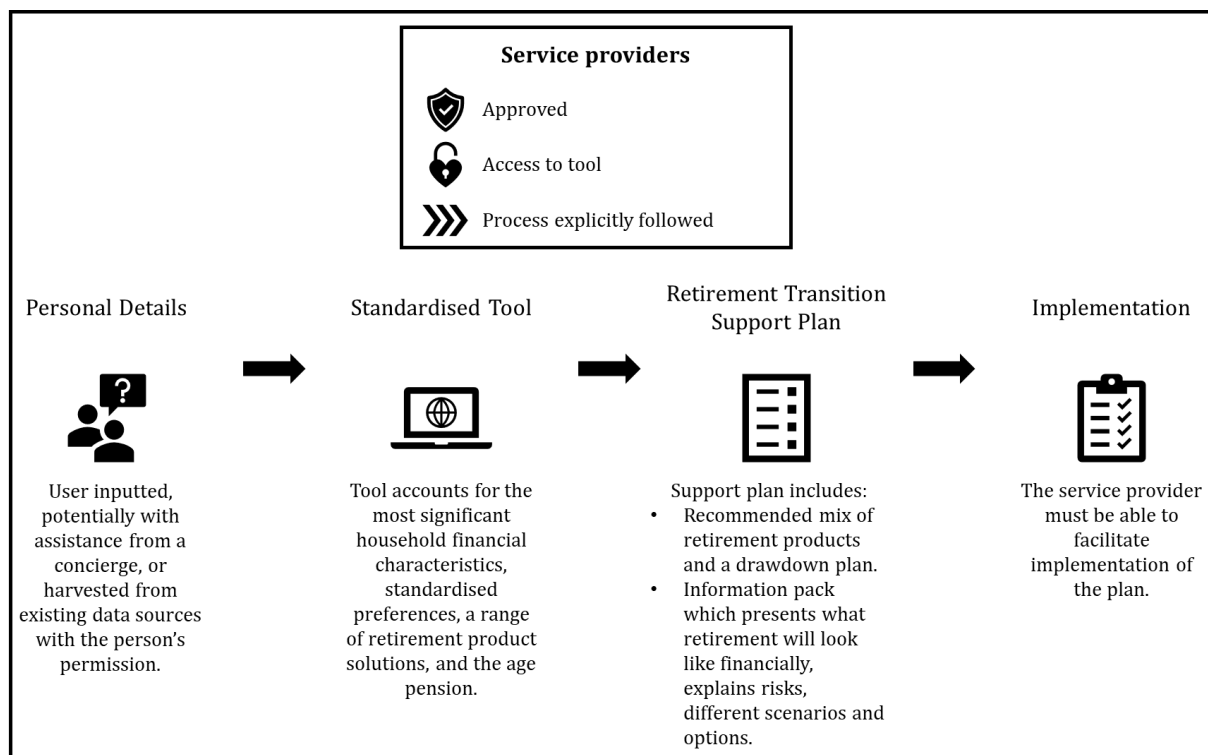 Service providers
Approved
Access to tool
Process explicitly followed
Personal Details
?
User inputted,
potentially with
assistance from a
concierge, or
harvested from
existing data sources
with the person's
permission.
Standardised Tool
Tool accounts for the
most significant
household financial
characteristics,
standardised
preferences, a range
of retirement product
solutions, and the age
pension.
Retirement Transition
Support Plan
Support plan includes:
• Recommended mix of
retirement products
and a drawdown plan.
• Information pack
which presents what
retirement will look
like financially,
explains risks,
different scenarios and
options.
Implementation
The service provider
must be able to
facilitate
implementation of
the plan.